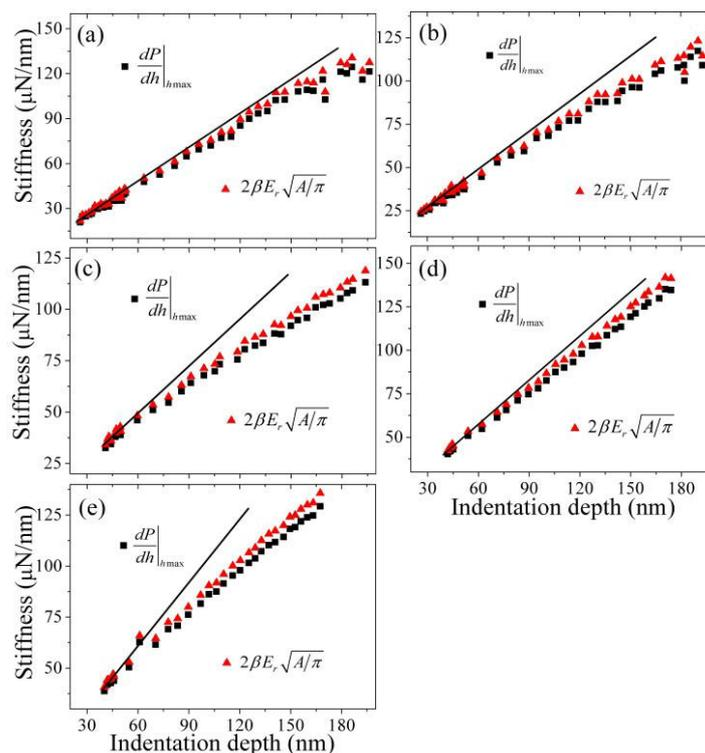 (a)
dP/dh|hmax
2βEr√A/π
150
120
90
60
30
Stiffness (μN/nm)
(b)
dP/dh|hmax
2βEr√A/π
125
100
75
50
25
(c)
dP/dh|hmax
2βEr√A/π
125
100
75
50
25
Stiffness (μN/nm)
(d)
dP/dh|hmax
2βEr√A/π
150
125
100
75
50
30 60 90 120 150 180
Indentation depth (nm)
(e)
dP/dh|hmax
2βEr√A/π
125
100
75
50
Stiffness (μN/nm)
30 60 90 120 150 180
Indentation depth (nm)